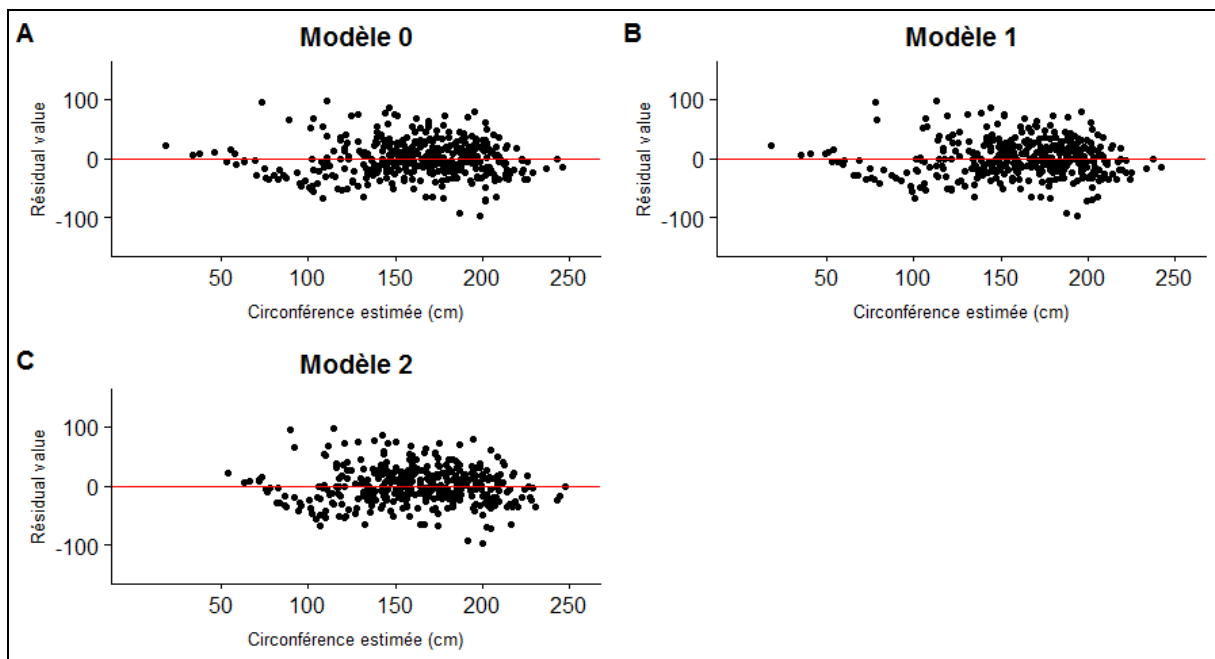 A
Modèle 0
Résidual value
100
0
-100
50 100 150 200 250
Circonférence estimée (cm)
B
Modèle 1
Résidual value
100
0
-100
50 100 150 200 250
Circonférence estimée (cm)
C
Modèle 2
Résidual value
100
0
-100
50 100 150 200 250
Circonférence estimée (cm)